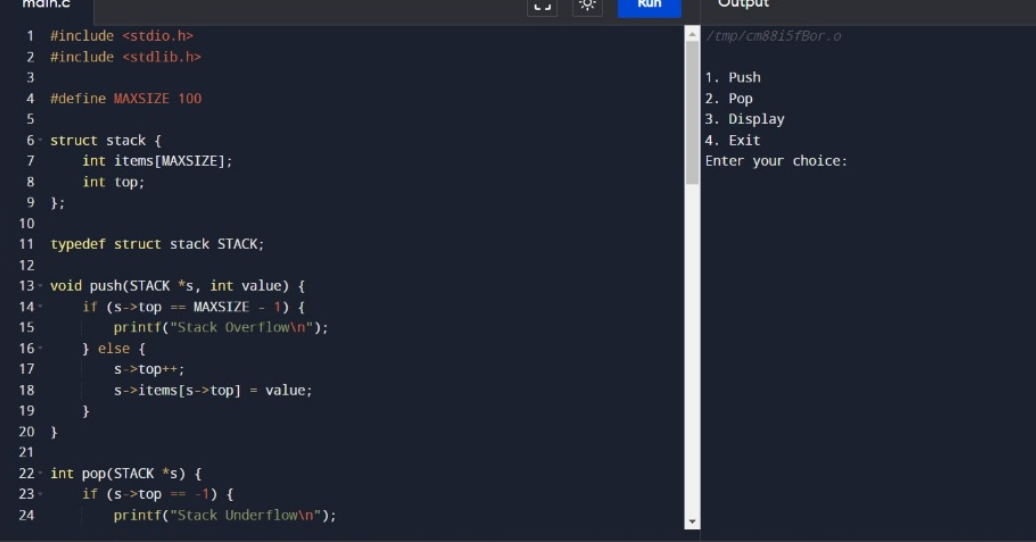 main.c
Run
Output
1 #include <stdio.h>
2 #include <stdlib.h>
3
4 #define MAXSIZE 100
5
6 struct stack {
7 int items[MAXSIZE];
8 int top;
9 };
10
11 typedef struct stack STACK;
12
13 void push(STACK *s, int value) {
14 if (s->top == MAXSIZE - 1) {
15 printf("Stack Overflow\n");
16 } else {
17 s->top++;
18 s->items[s->top] = value;
19 }
20 }
21
22 int pop(STACK *s) {
23 if (s->top == -1) {
24 printf("Stack Underflow\n");
/tmp/cm88i5fBor.o
1. Push
2. Pop
3. Display
4. Exit
Enter your choice: